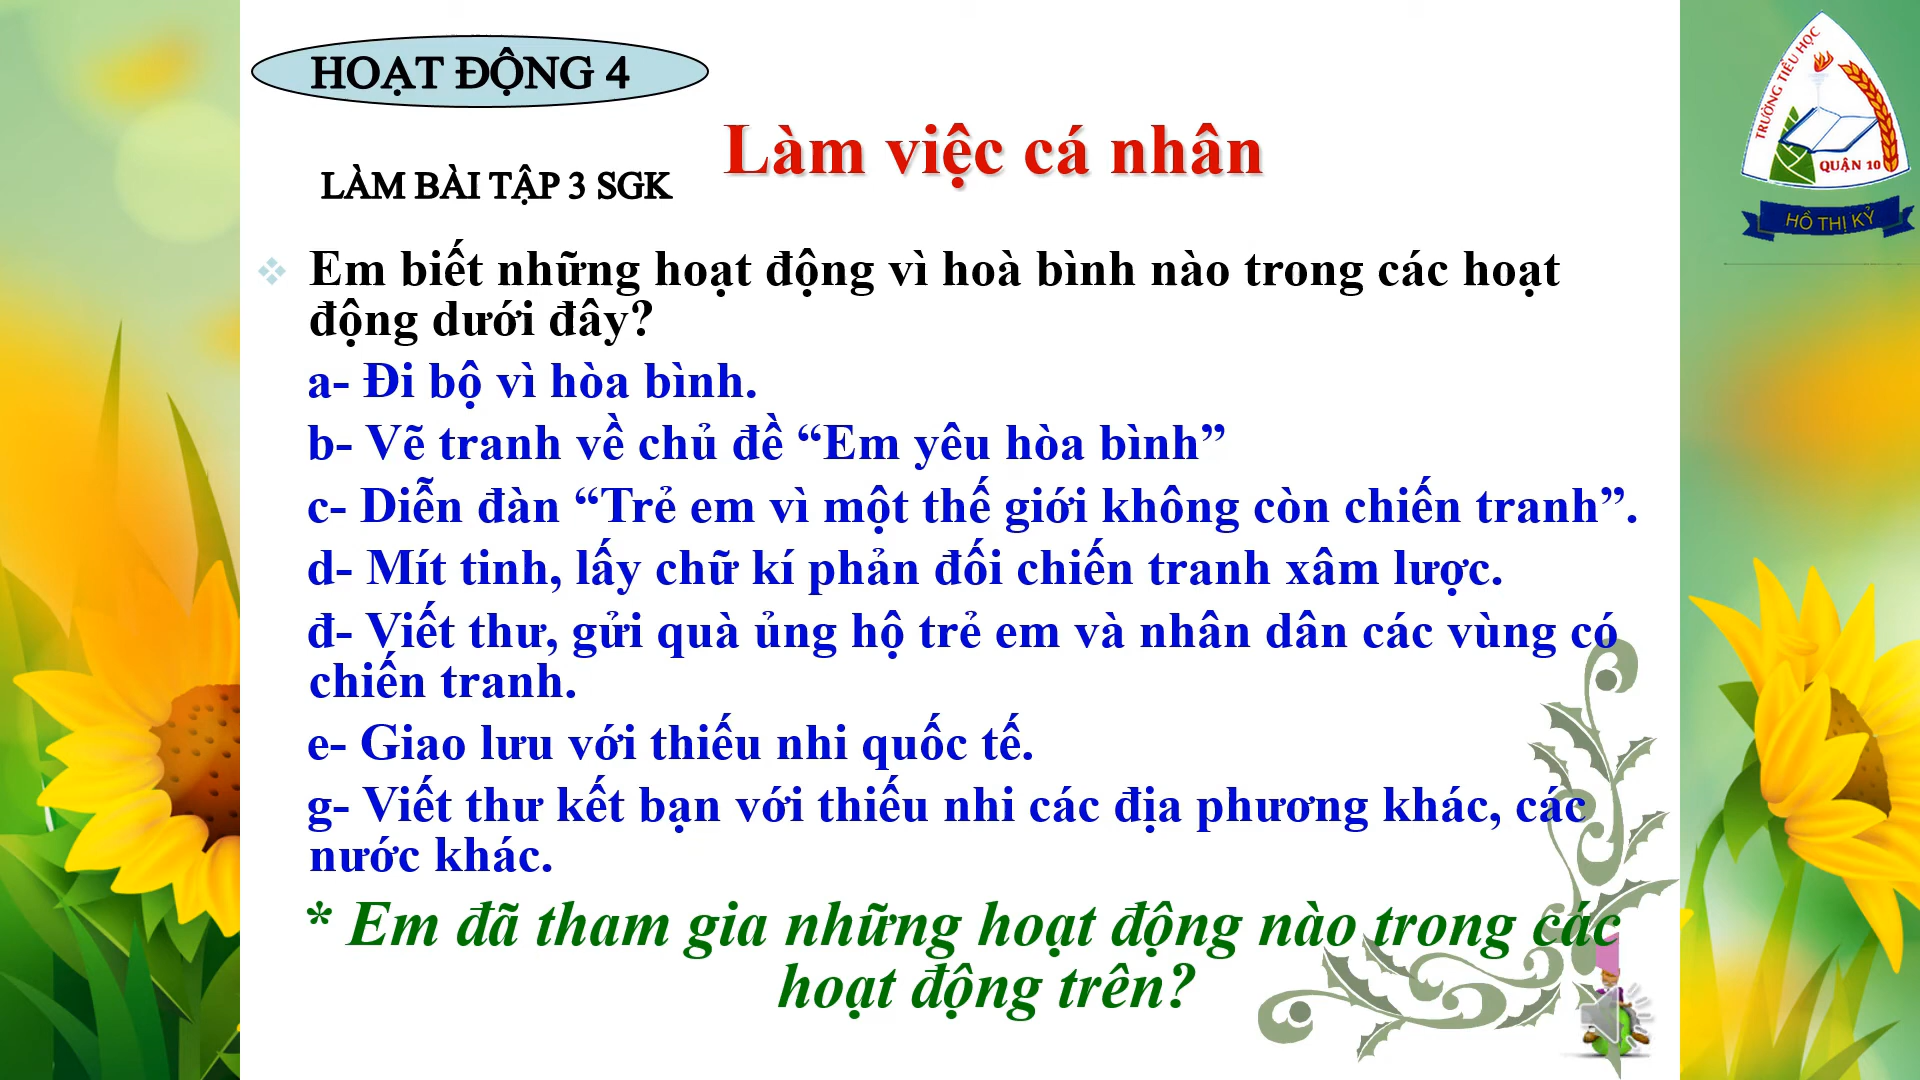 HOẠT ĐỘNG 4
Làm việc cá nhân
LÀM BÀI TẬP 3 SGK
Em biết những hoạt động vì hoà bình nào trong các hoạt
động dưới đây?
a- Đi bộ vì hòa bình.
b- Vẽ tranh về chủ đề “Em yêu hòa bình”
c- Diễn đàn “Trẻ em vì một thế giới không còn chiến tranh”.
d- Mít tinh, lấy chữ kí phản đối chiến tranh xâm lược.
đ- Viết thư, gửi quà ủng hộ trẻ em và nhân dân các vùng có
chiến tranh.
e- Giao lưu với thiếu nhi quốc tế.
g- Viết thư kết bạn với thiếu nhi các địa phương khác, các
nước khác.
* Em đã tham gia những hoạt động nào trong các
hoạt động trên?
TRƯỜNG TIỂU HỌC
QUẬN 10
HỒ THỊ KỶ